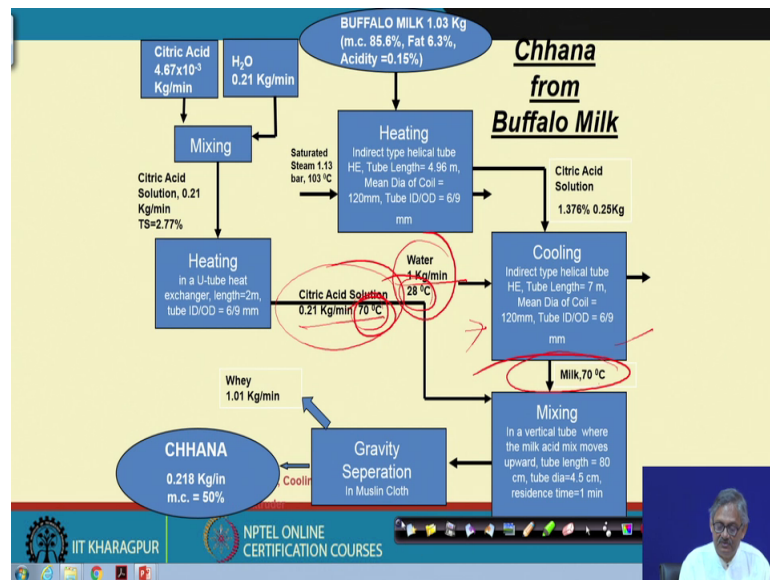 BUFFALO MILK 1.03 Kg
(m.c. 85.6%, Fat 6.3%,
Acidity =0.15%)
Chhana
from
Buffalo Milk
Citric Acid
4.67x10⁻³
Kg/min
H₂O
0.21 Kg/min
Mixing
Citric Acid
Solution, 0.21
Kg/min
TS=2.77%
Heating
in a U-tube heat
exchanger, length=2m,
tube ID/OD = 6/9 mm
Saturated
Steam 1.13
bar, 103 ⁰C
Heating
Indirect type helical tube
HE, Tube Length= 4.96 m,
Mean Dia of Coil =
120mm, Tube ID/OD = 6/9
mm
Citric Acid
Solution
1.376% 0.25Kg
Water
1 Kg/min
28 ⁰C
Cooling
Indirect type helical tube
HE, Tube Length= 7 m,
Mean Dia of Coil =
120mm, Tube ID/OD = 6/9
mm
Citric Acid Solution
0.21 Kg/min 70 ⁰C
Milk,70 ⁰C
Mixing
In a vertical tube where
the milk acid mix moves
upward, tube length = 80
cm, tube dia=4.5 cm,
residence time=1 min
Whey
1.01 Kg/min
Gravity
Seperation
In Muslin Cloth
CHHANA
0.218 Kg/in
m.c. = 50%
, Coolin
IIT KHARAGPUR
NPTEL ONLINE
CERTIFICATION COURSES